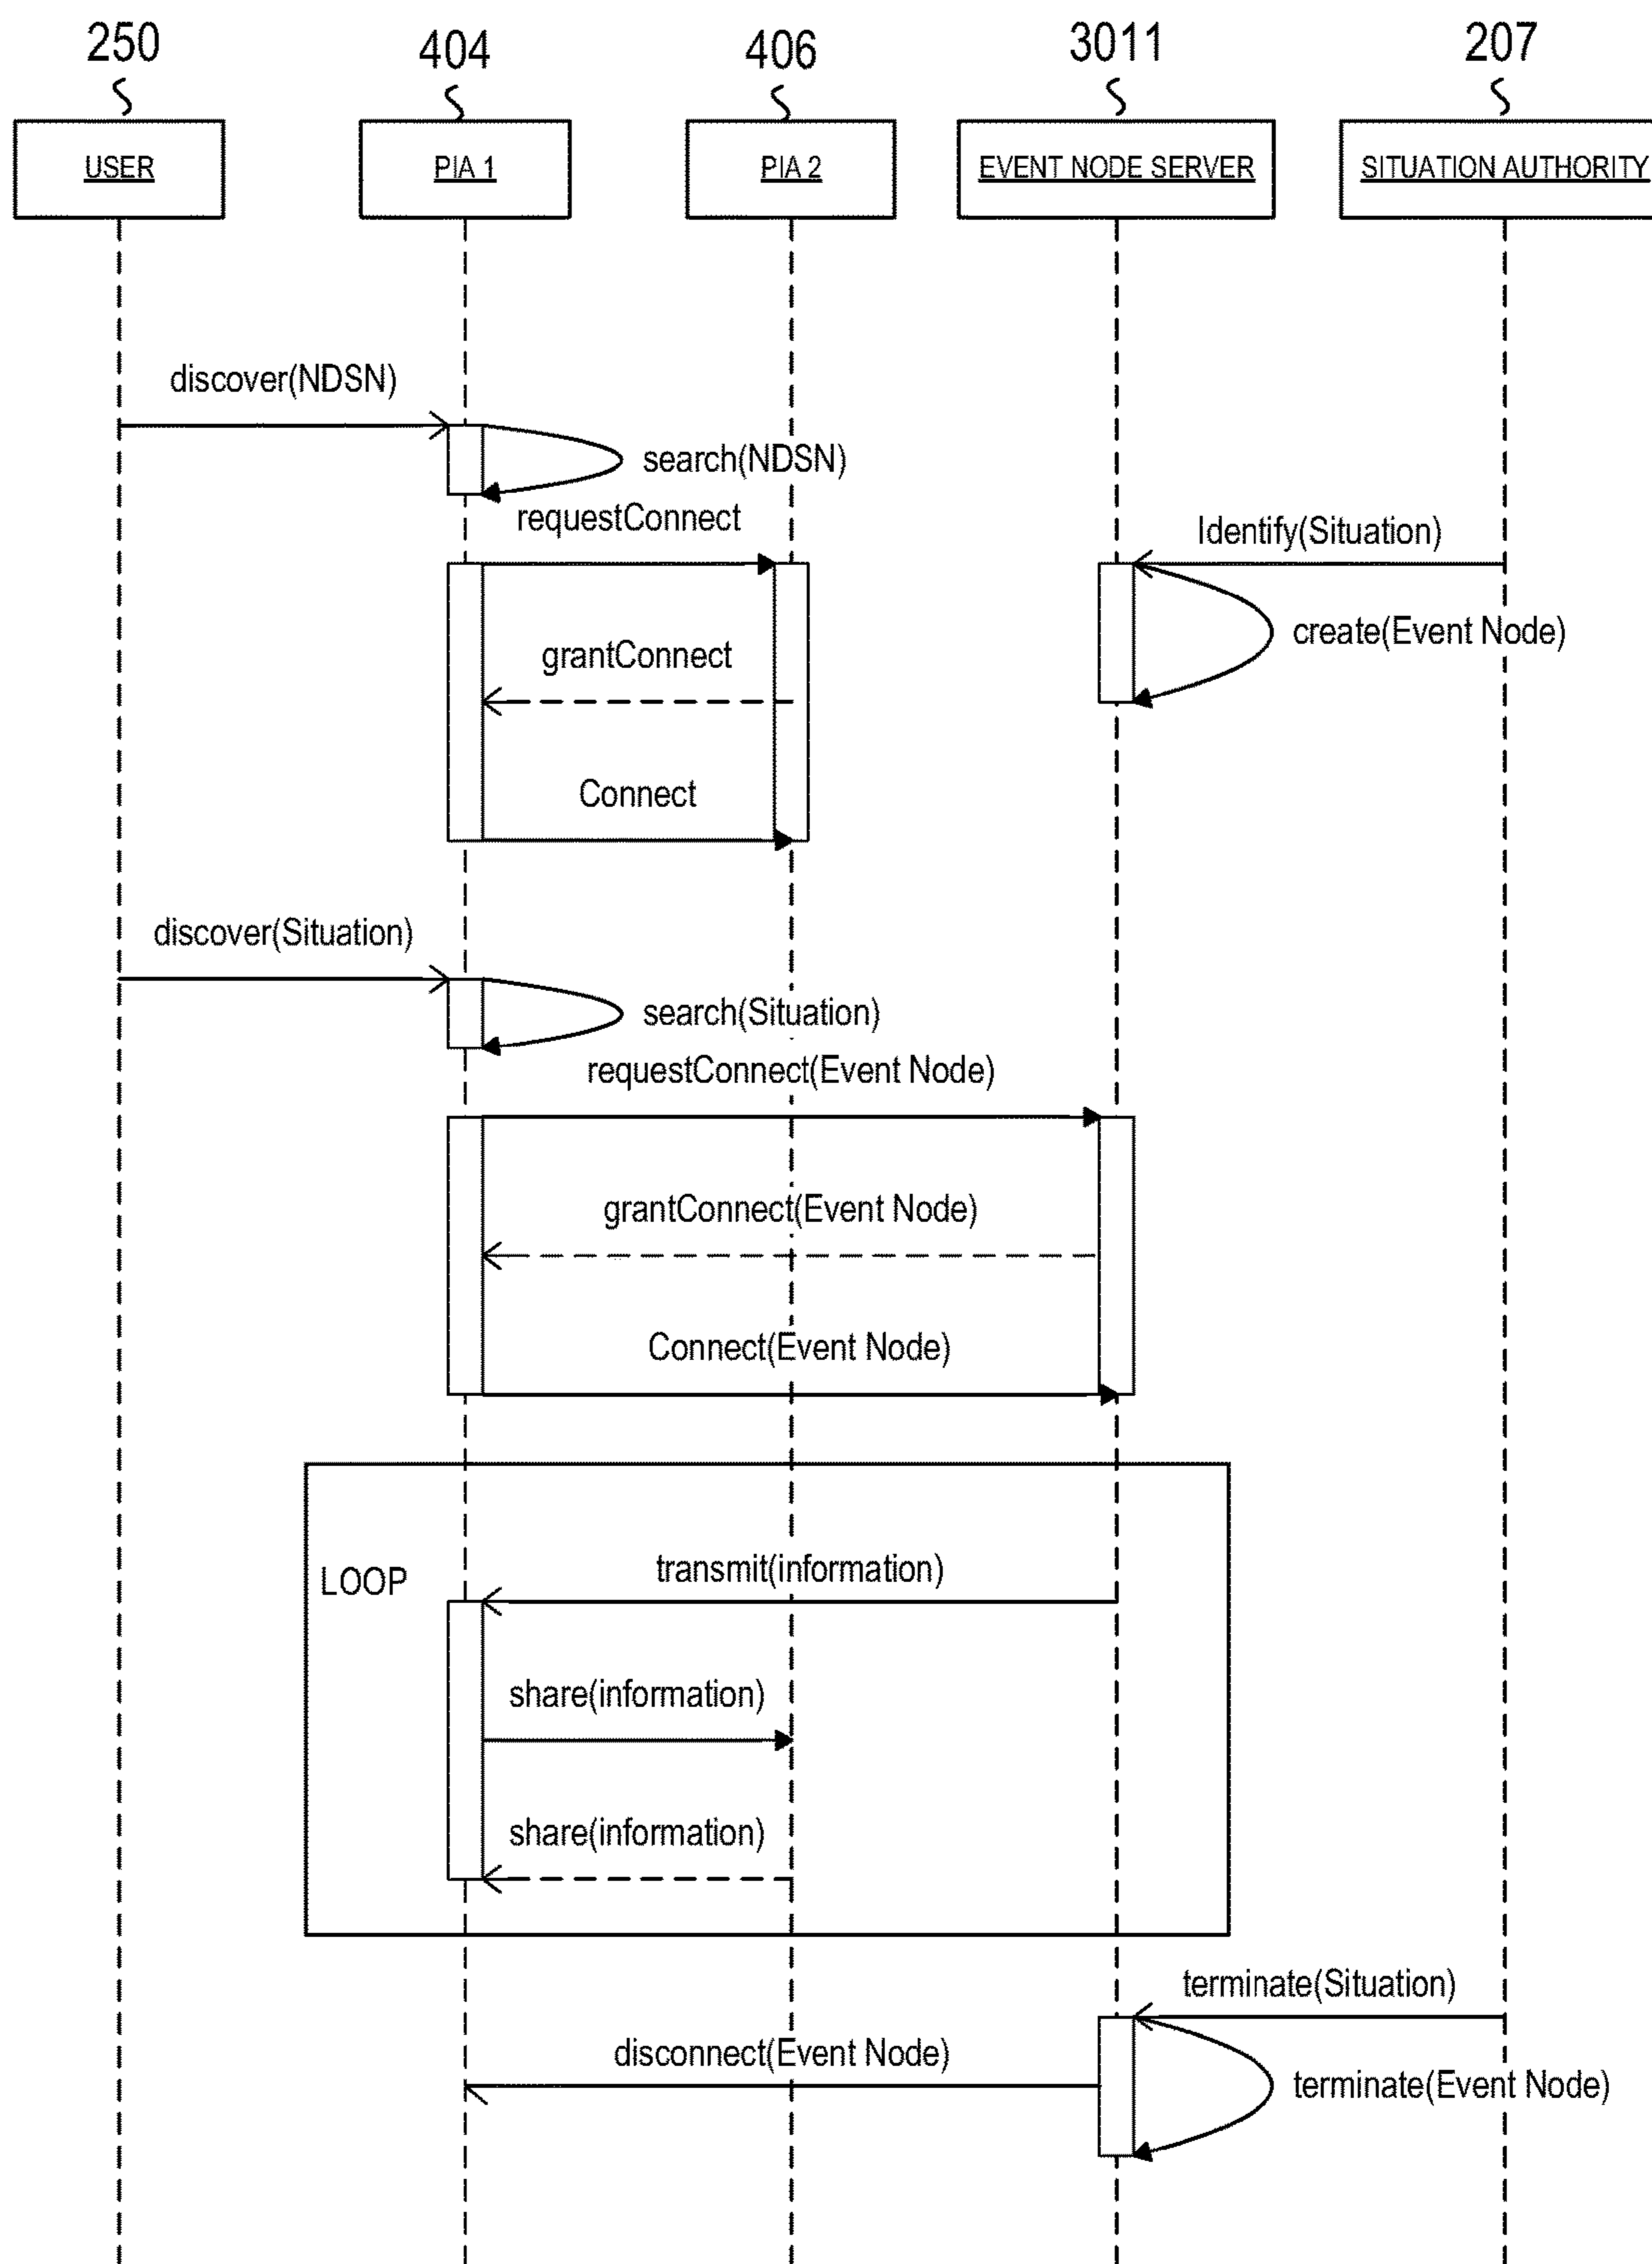 250
404
406
3011
207
USER
PIA 1
PIA 2
EVENT NODE SERVER
SITUATION AUTHORITY
discover(NDSN)
search(NDSN)
requestConnect
Identify(Situation)
create(Event Node)
grantConnect
Connect
discover(Situation)
search(Situation)
requestConnect(Event Node)
grantConnect(Event Node)
Connect(Event Node)
LOOP
transmit(information)
share(information)
share(information)
terminate(Situation)
disconnect(Event Node)
terminate(Event Node)